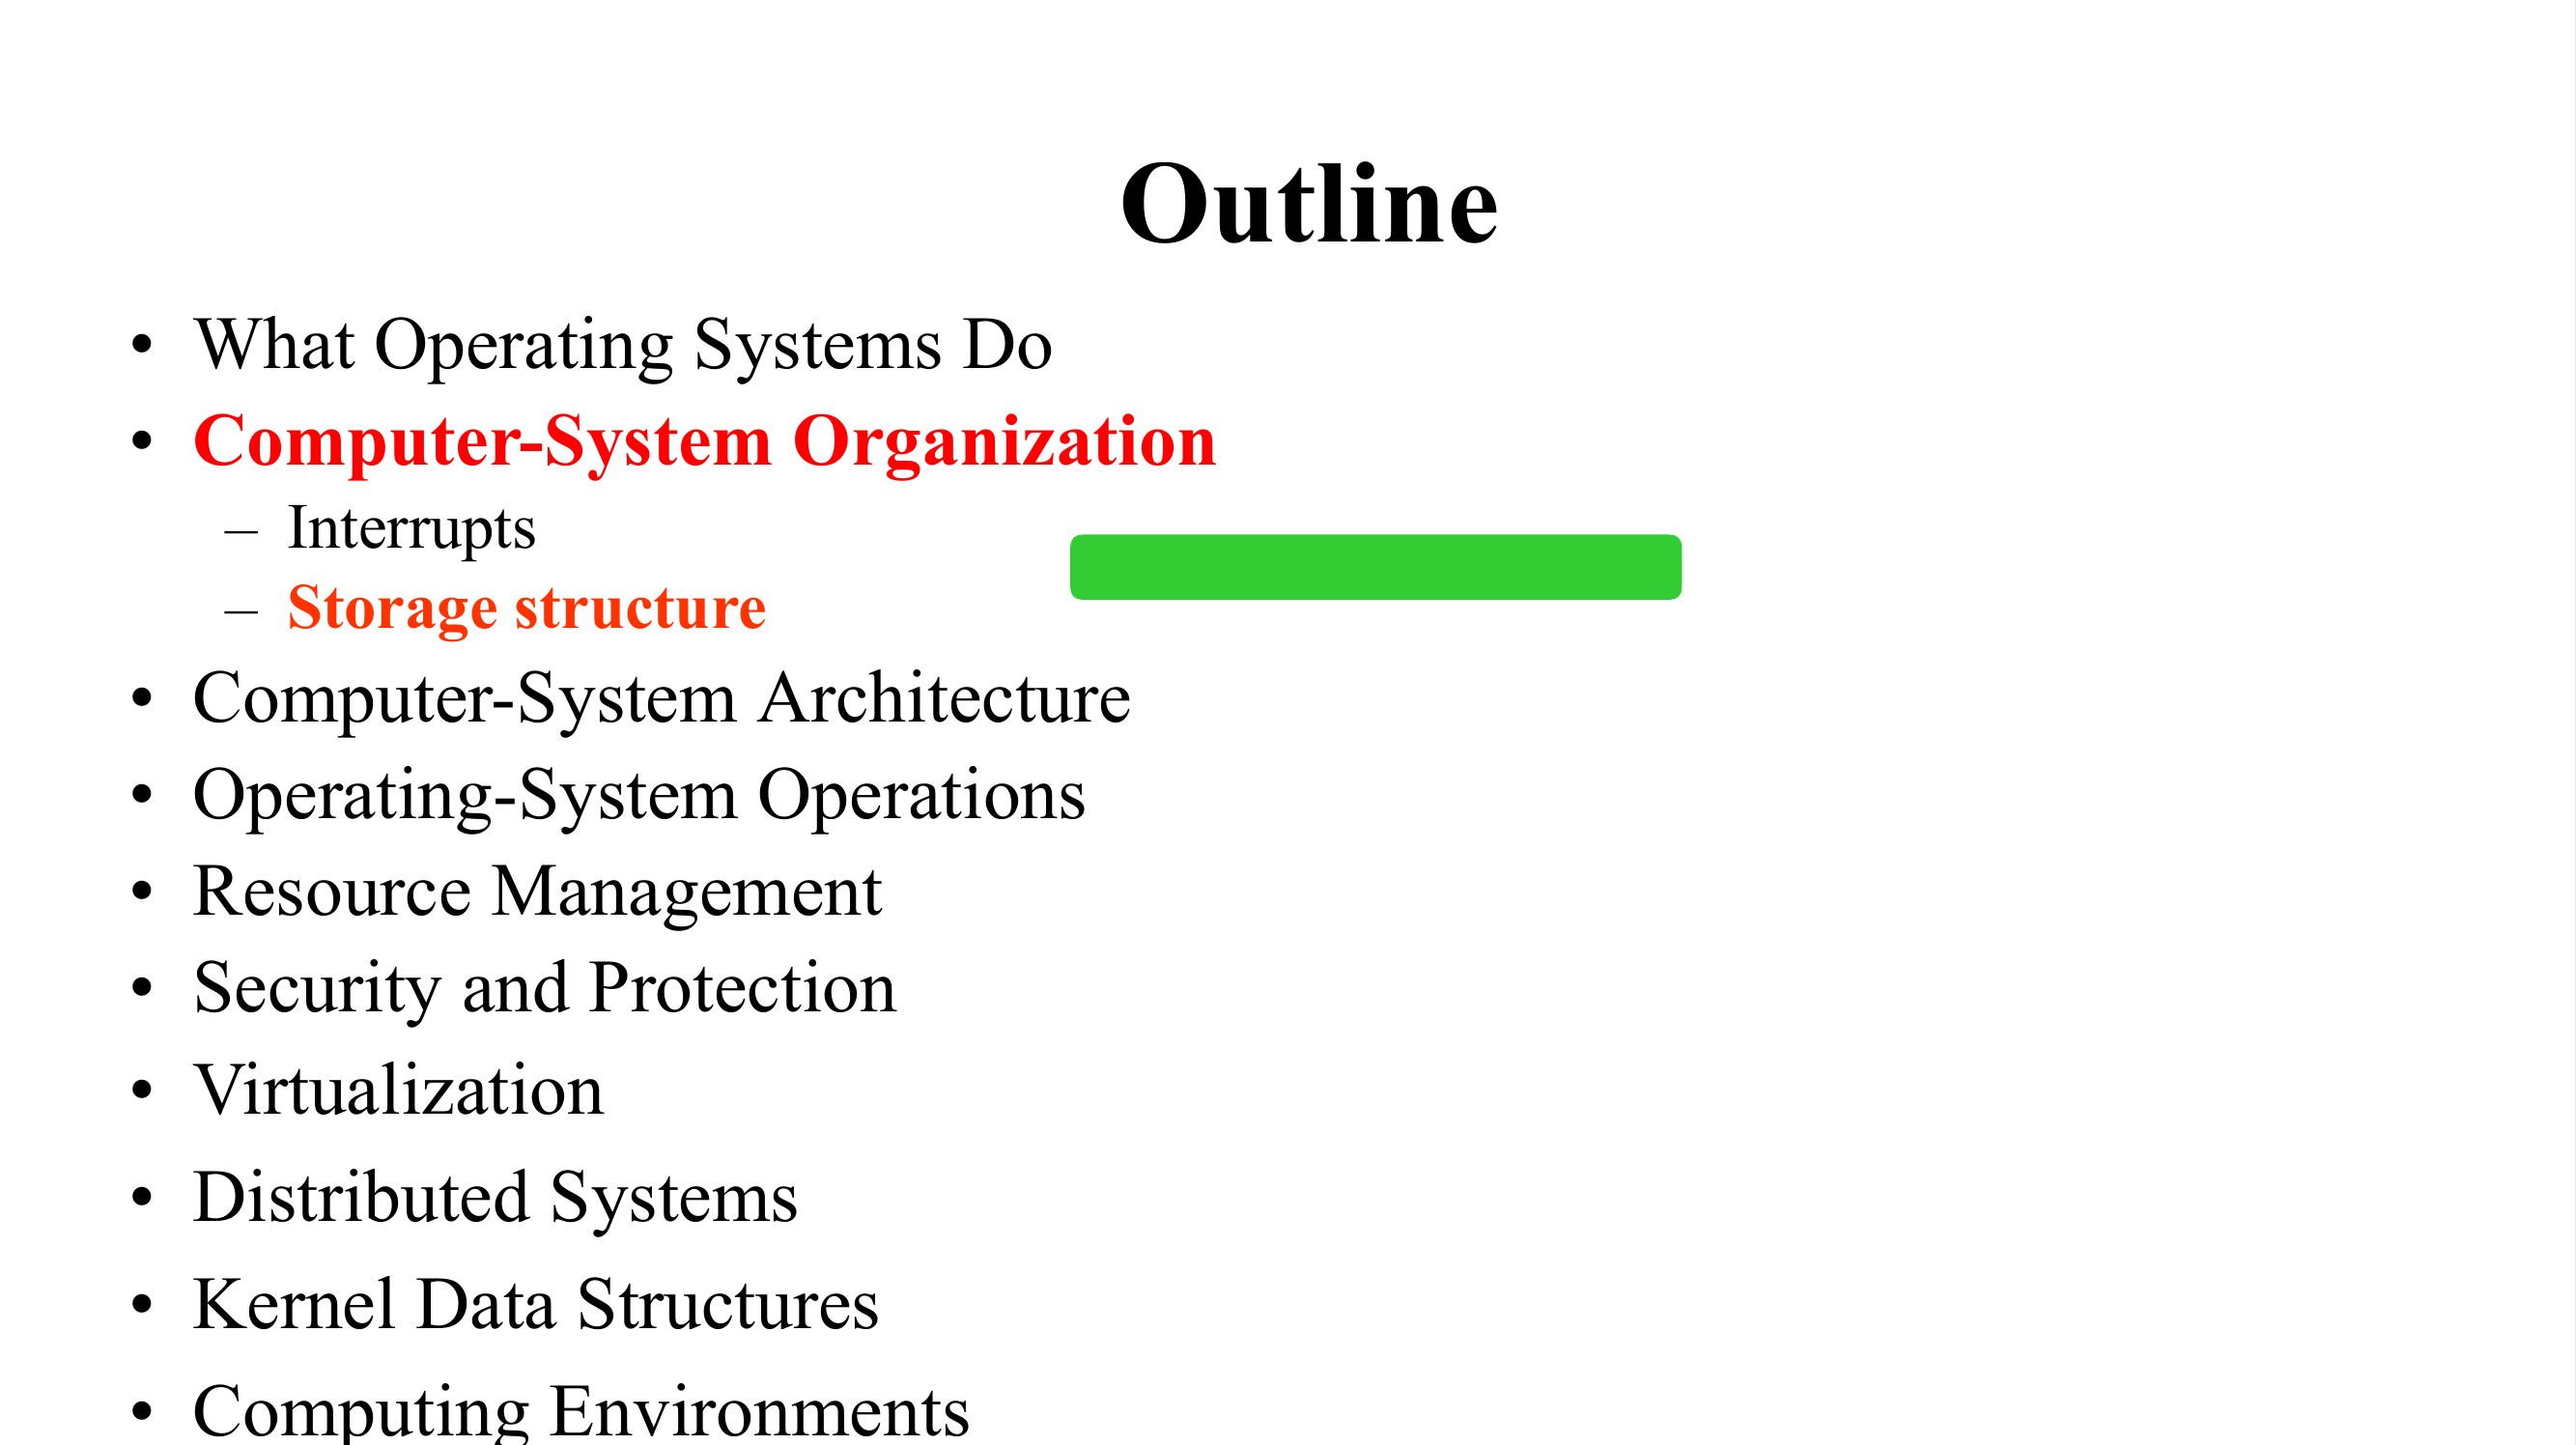 Outline
• What Operating Systems Do
• Computer-System Organization
– Interrupts
– Storage structure
• Computer-System Architecture
• Operating-System Operations
• Resource Management
• Security and Protection
• Virtualization
• Distributed Systems
• Kernel Data Structures
• Computing Environments